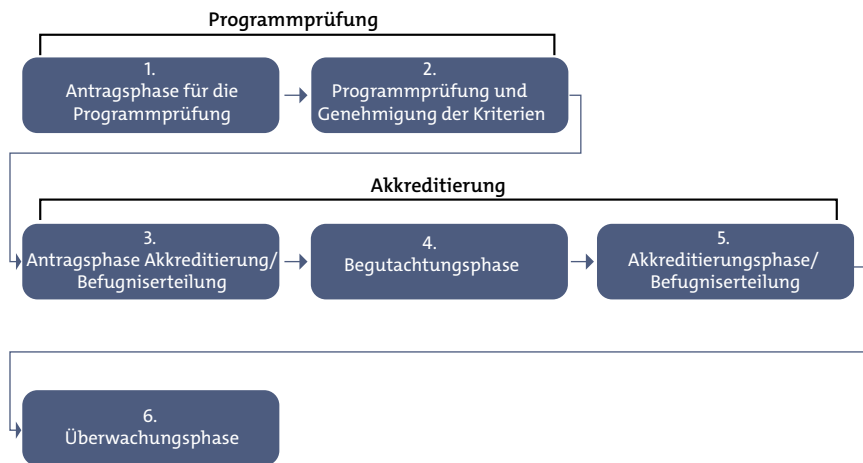 Programmprüfung
1.
Antragsphase für die
Programmprüfung
2.
Programmprüfung und
Genehmigung der Kriterien
Akkreditierung
3.
Antragsphase Akkreditierung/
Befugniserteilung
4.
Begutachtungsphase
5.
Akkreditierungsphase/
Befugniserteilung
6.
Überwachungsphase